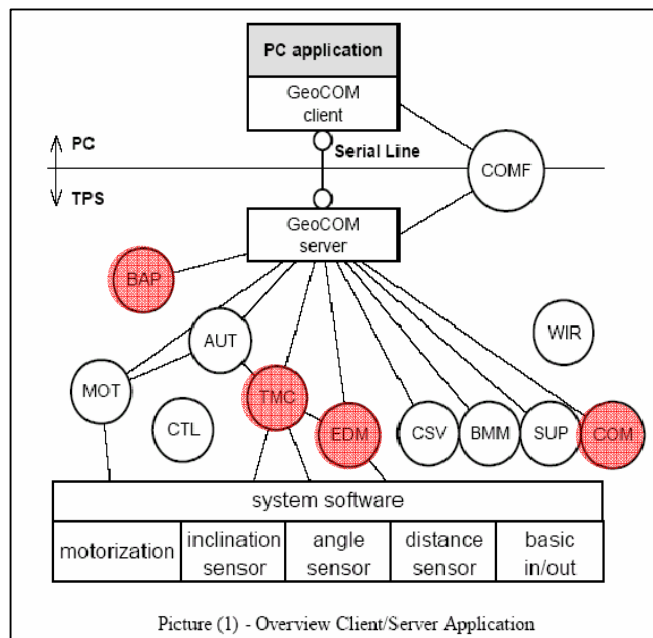 PC application
GeoCOM
client
PC
Serial Line
COMF
TPS
GeoCOM
server
BAP
WIR
AUT
MOT
TMC
CTL
EDM
CSV
BMM
SUP
COM
system software
motorization
inclination
sensor
angle
sensor
distance
sensor
basic
in/out
Picture (1) - Overview Client/Server Application